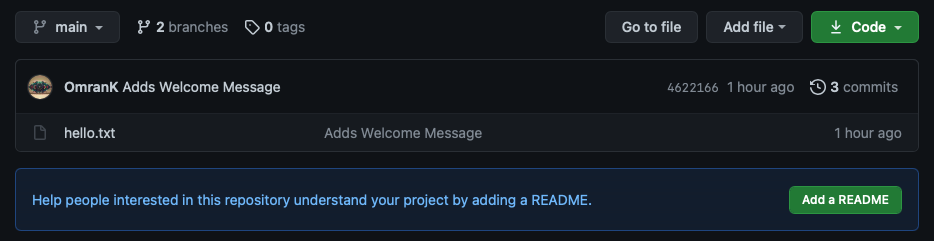 main 2 branches 0 tags Go to file Add file Code
OmranK Adds Welcome Message 4622166 1 hour ago 3 commits
hello.txt Adds Welcome Message 1 hour ago
Help people interested in this repository understand your project by adding a README. Add a README